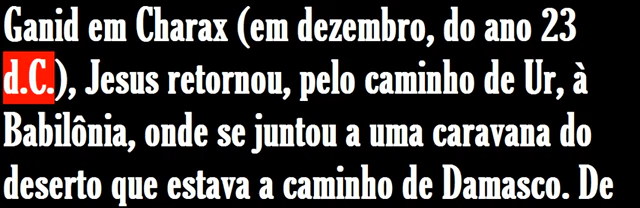 Ganid em Charax (em dezembro, do ano 23
d.C.), Jesus retornou, pelo caminho de Ur, à
Babilônia, onde se juntou a uma caravana do
deserto que estava a caminho de Damasco. De